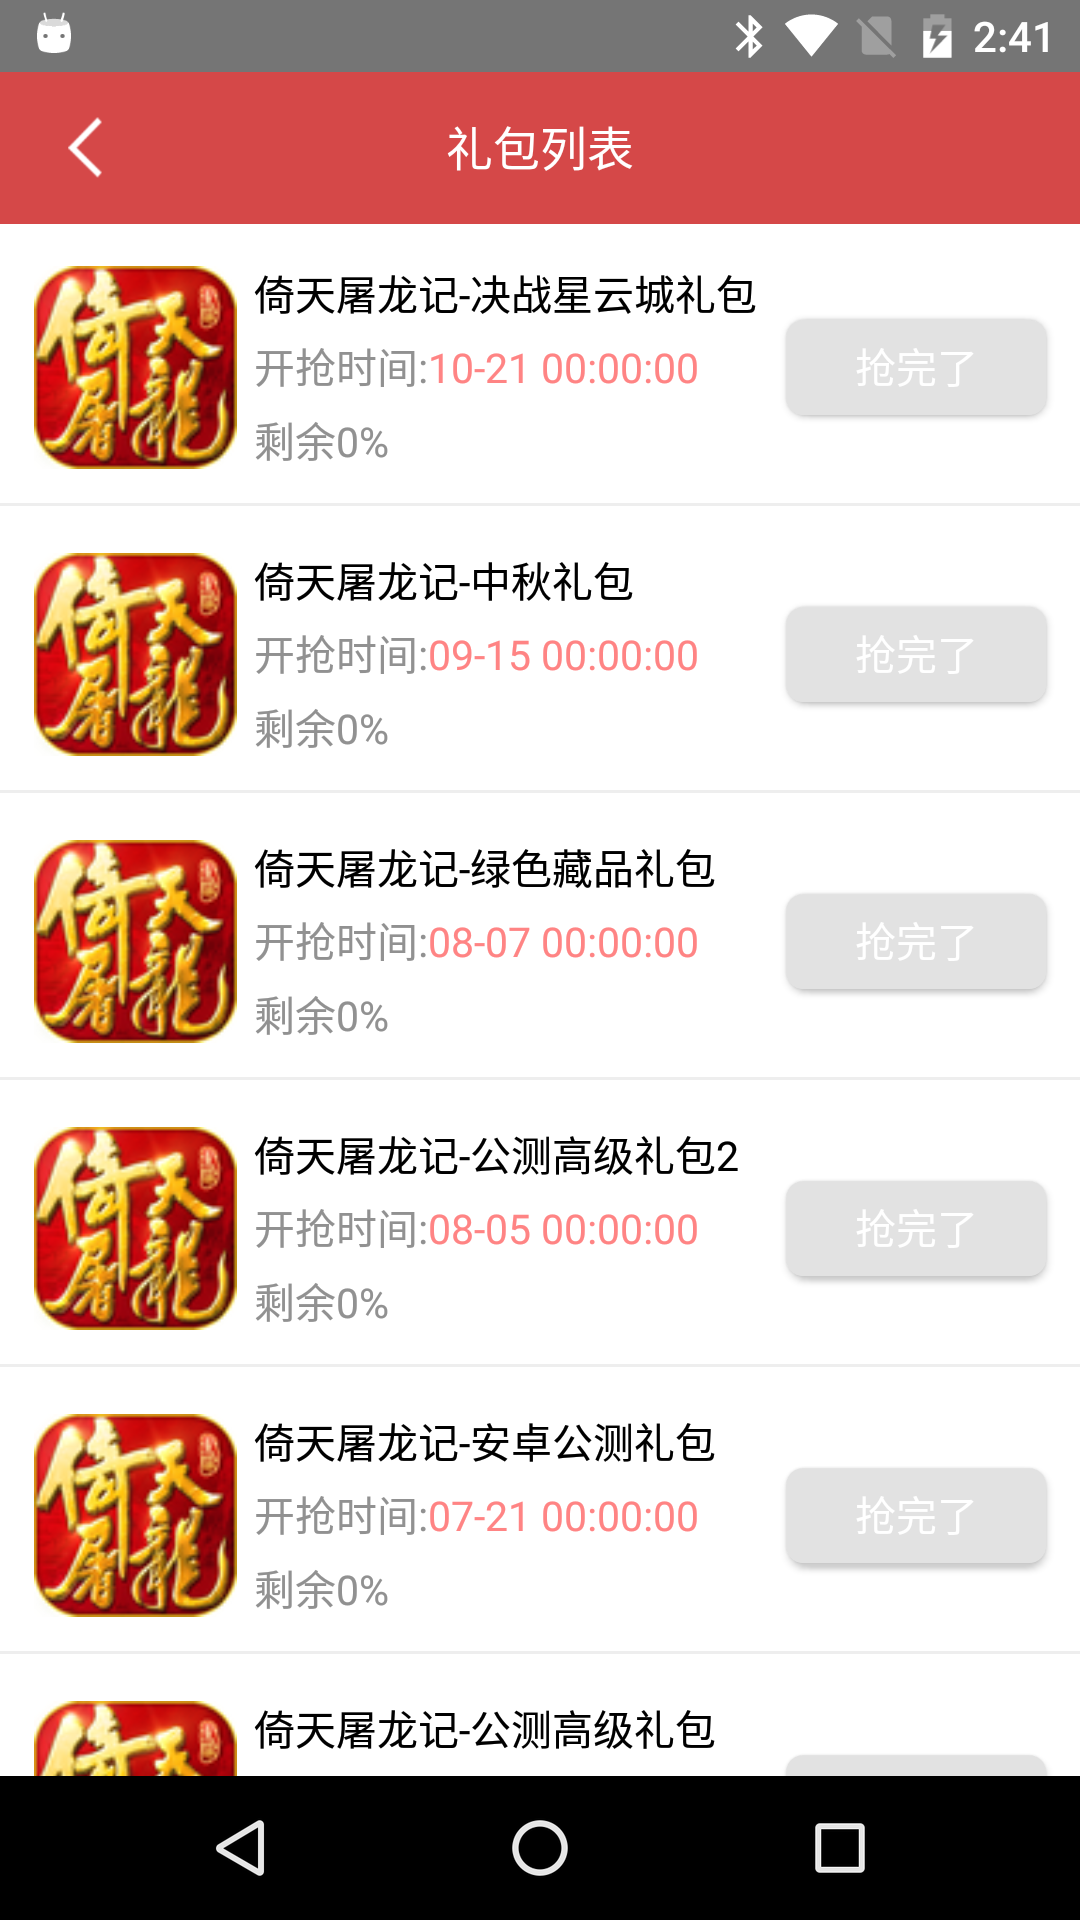 2:41
礼包列表
倚天屠龙记-决战星云城礼包
开抢时间:10-21 00:00:00
抢完了
剩余0%
倚天屠龙记-中秋礼包
开抢时间:09-15 00:00:00
抢完了
剩余0%
倚天屠龙记-绿色藏品礼包
开抢时间:08-07 00:00:00
抢完了
剩余0%
倚天屠龙记-公测高级礼包2
开抢时间:08-05 00:00:00
抢完了
剩余0%
倚天屠龙记-安卓公测礼包
开抢时间:07-21 00:00:00
抢完了
剩余0%
倚天屠龙记-公测高级礼包